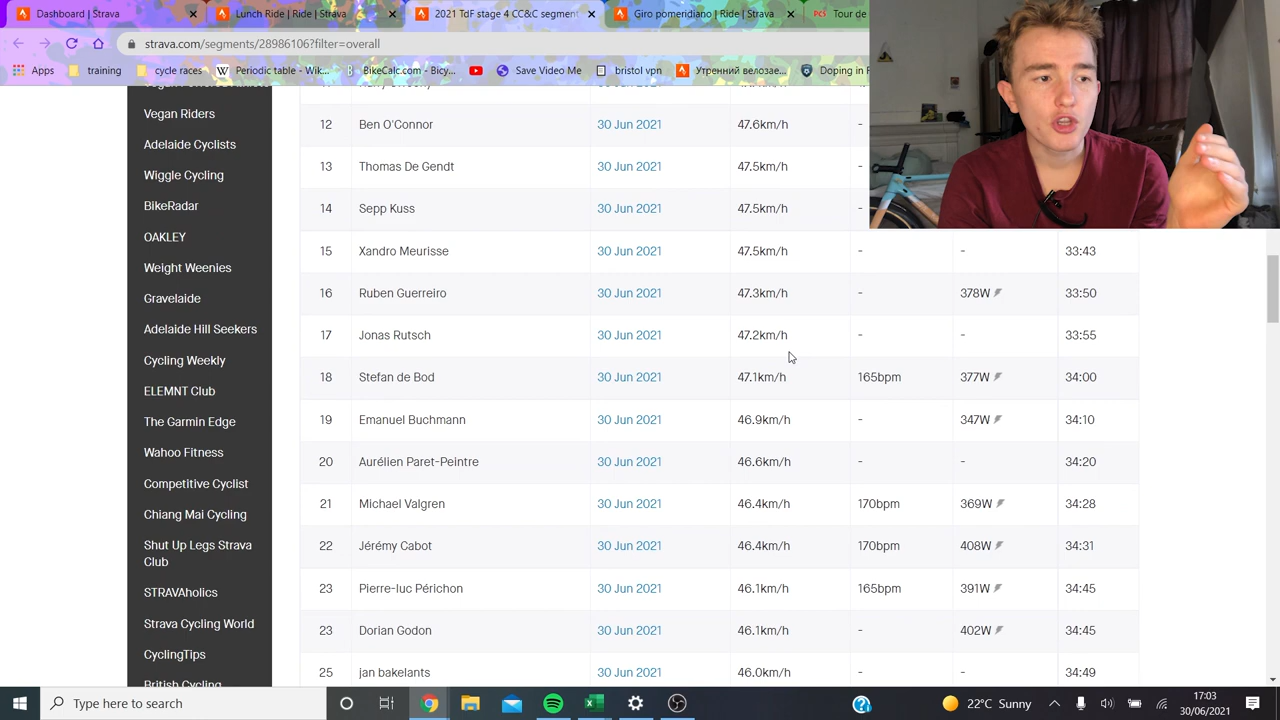 Dashboard | Strava
Lunch Ride | Ride | Strava
2021 TdF stage 4 CC&C segment
Giro pomeridiano | Ride | Strava
PCS Tour de
strava.com/segments/28986106?filter=overall
Apps training cycle races Periodic table - Wik... BikeCalc.com - Bicy... Save Video Me bristol vpn Утренний велозае... Doping in
Vegan Riders
Adelaide Cyclists
Wiggle Cycling
BikeRadar
OAKLEY
Weight Weenies
Gravelaide
Adelaide Hill Seekers
Cycling Weekly
ELEMNT Club
The Garmin Edge
Wahoo Fitness
Competitive Cyclist
Chiang Mai Cycling
Shut Up Legs Strava
Club
STRAVAholics
Strava Cycling World
CyclingTips
British Cycling
12 Ben O'Connor 30 Jun 2021 47.6km/h -
13 Thomas De Gendt 30 Jun 2021 47.5km/h -
14 Sepp Kuss 30 Jun 2021 47.5km/h -
15 Xandro Meurisse 30 Jun 2021 47.5km/h - - 33:43
16 Ruben Guerreiro 30 Jun 2021 47.3km/h - 378W 33:50
17 Jonas Rutsch 30 Jun 2021 47.2km/h - - 33:55
18 Stefan de Bod 30 Jun 2021 47.1km/h 165bpm 377W 34:00
19 Emanuel Buchmann 30 Jun 2021 46.9km/h - 347W 34:10
20 Aurélien Paret-Peintre 30 Jun 2021 46.6km/h - - 34:20
21 Michael Valgren 30 Jun 2021 46.4km/h 170bpm 369W 34:28
22 Jérémy Cabot 30 Jun 2021 46.4km/h 170bpm 408W 34:31
23 Pierre-luc Périchon 30 Jun 2021 46.1km/h 165bpm 391W 34:45
23 Dorian Godon 30 Jun 2021 46.1km/h - 402W 34:45
25 jan bakelants 30 Jun 2021 46.0km/h - - 34:49
Type here to search
22°C Sunny
17:03
30/06/2021